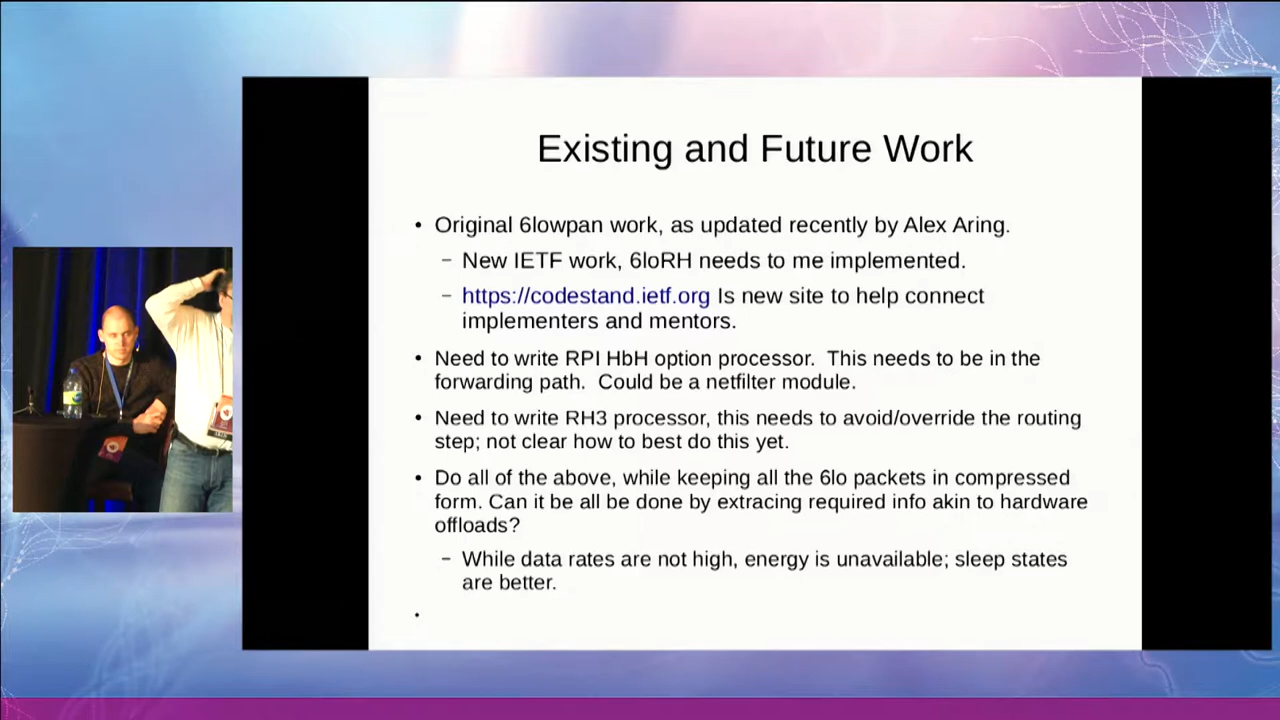 Existing and Future Work
• Original 6lowpan work, as updated recently by Alex Aring.
– New IETF work, 6loRH needs to me implemented.
– https://codestand.ietf.org Is new site to help connect
implementers and mentors.
• Need to write RPI HbH option processor. This needs to be in the
forwarding path. Could be a netfilter module.
• Need to write RH3 processor, this needs to avoid/override the routing
step; not clear how to best do this yet.
• Do all of the above, while keeping all the 6lo packets in compressed
form. Can it be all be done by extracing required info akin to hardware
offloads?
– While data rates are not high, energy is unavailable; sleep states
are better.
•